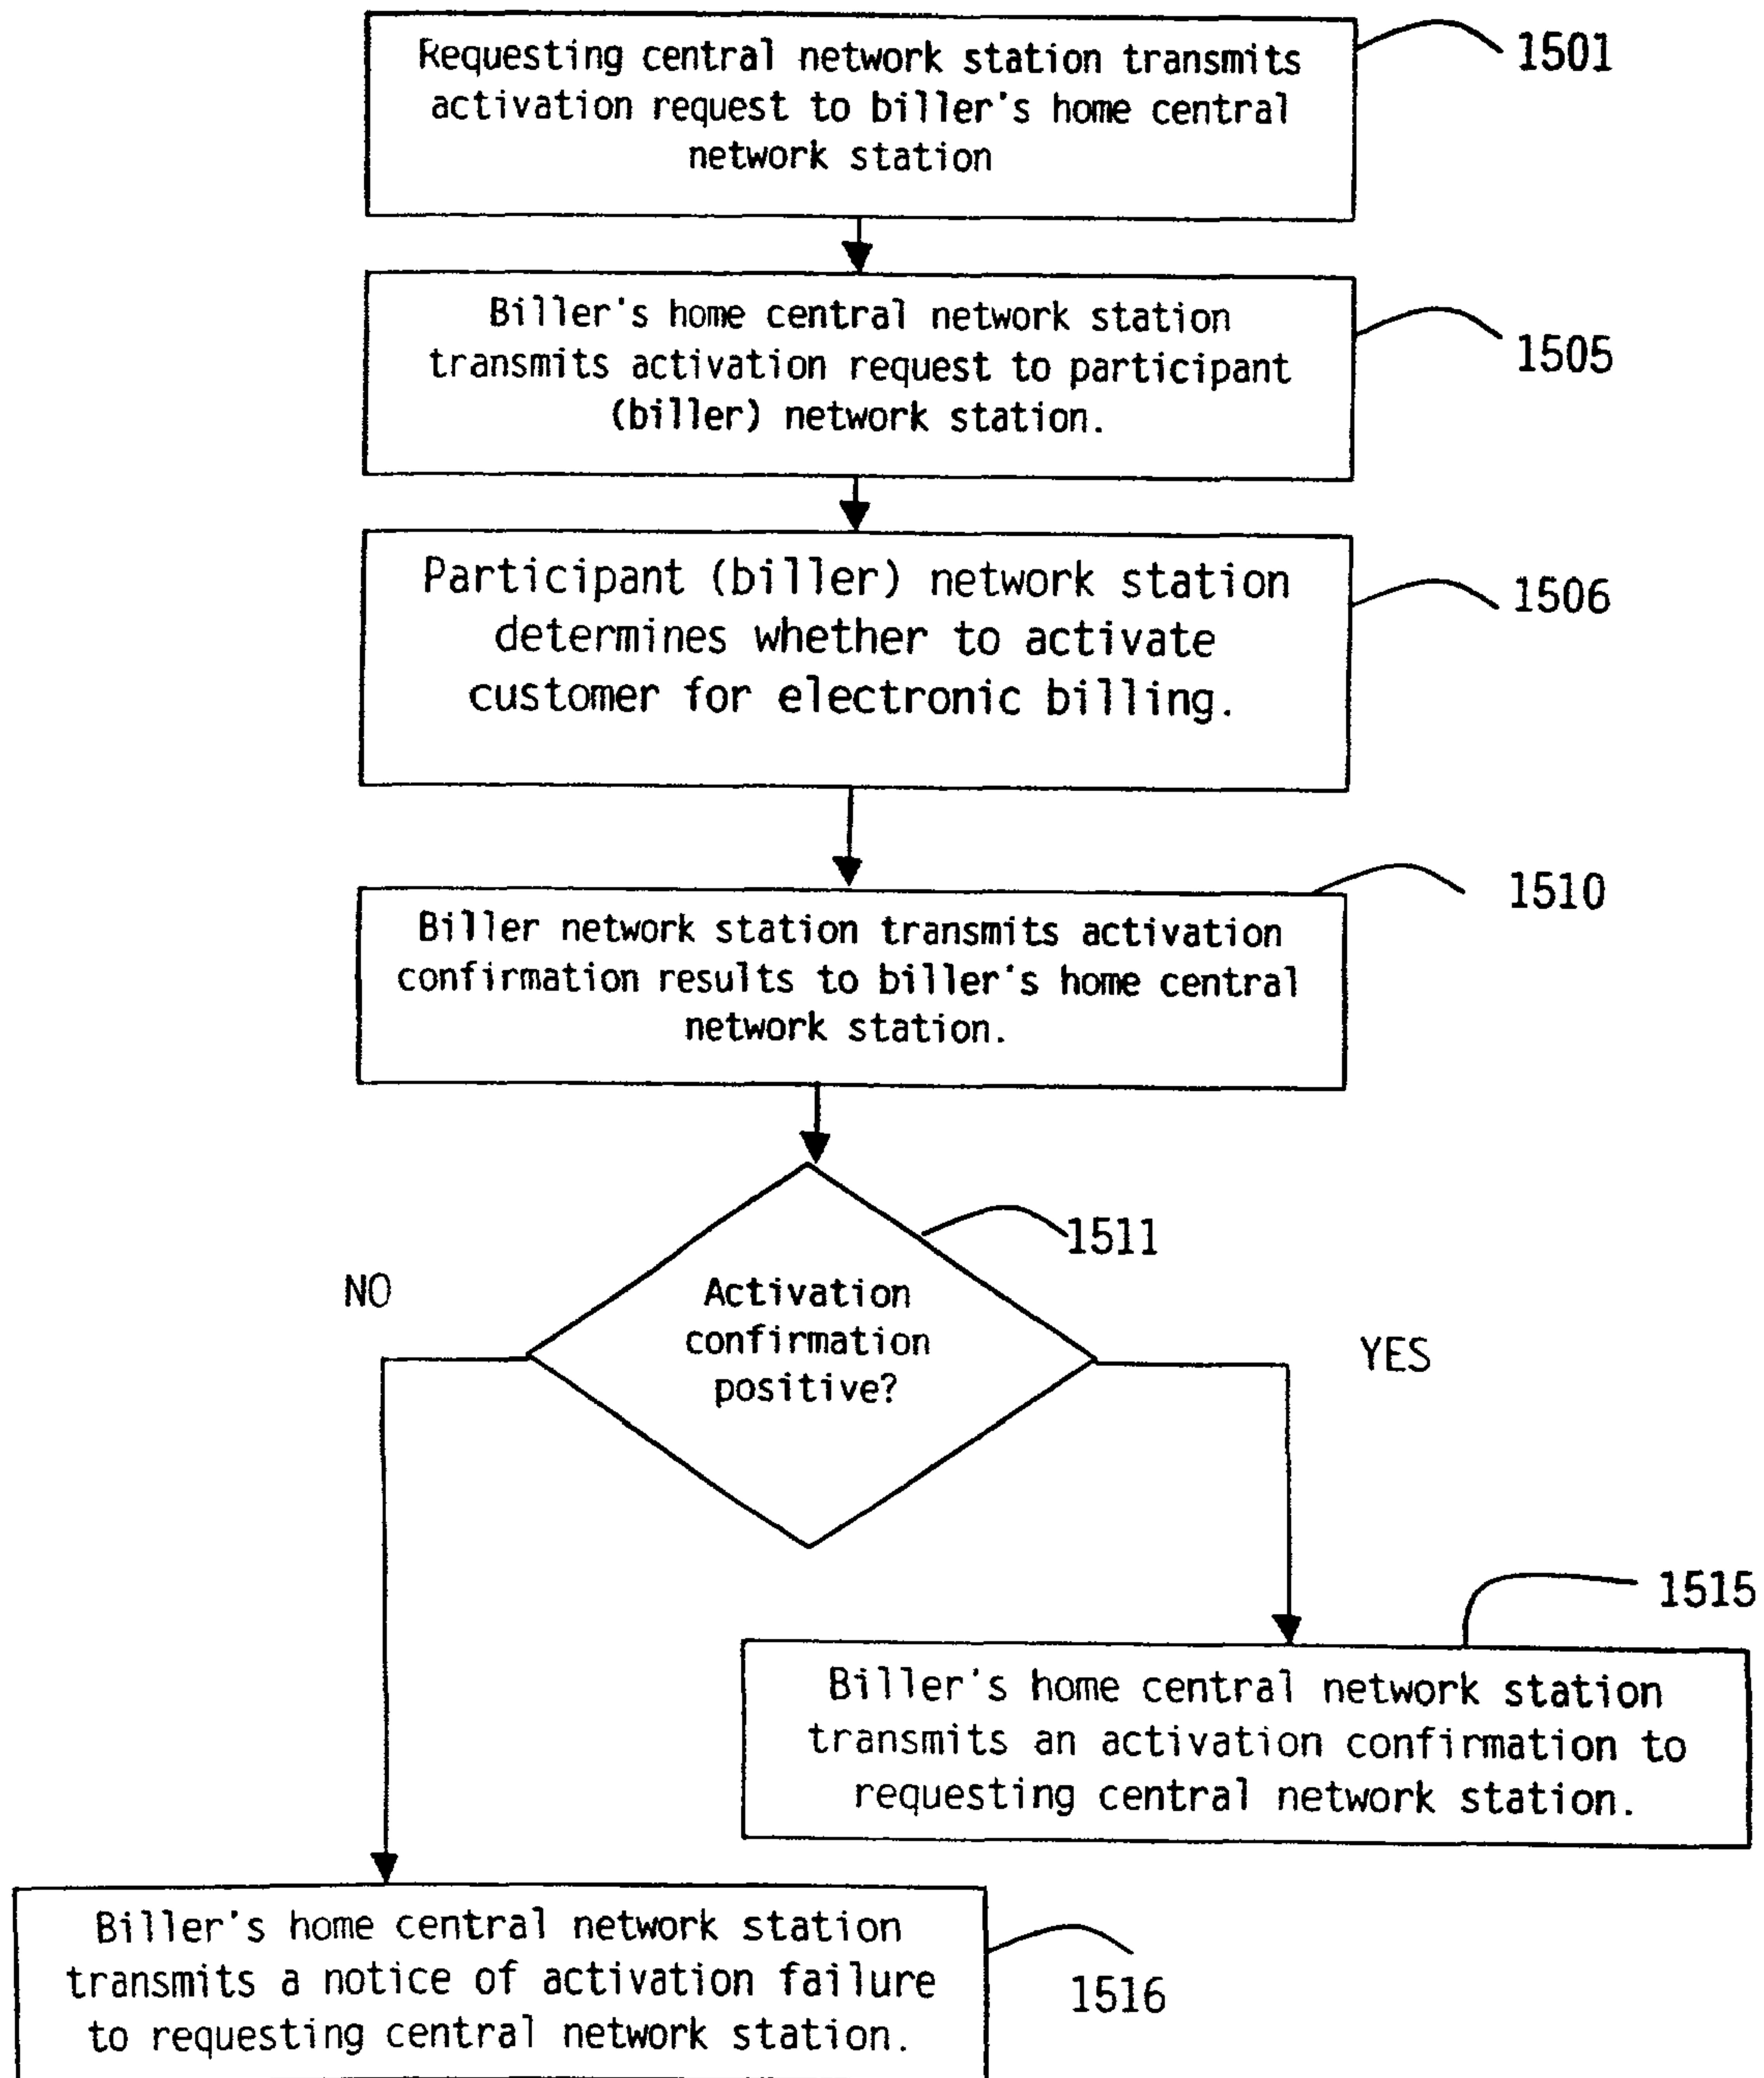 Requesting central network station transmits
activation request to biller's home central
network station
1501
Biller's home central network station
transmits activation request to participant
(biller) network station.
1505
Participant (biller) network station
determines whether to activate
customer for electronic billing.
1506
Biller network station transmits activation
confirmation results to biller's home central
network station.
1510
1511
Activation
confirmation
positive?
NO
YES
1515
Biller's home central network station
transmits an activation confirmation to
requesting central network station.
Biller's home central network station
transmits a notice of activation failure
to requesting central network station.
1516